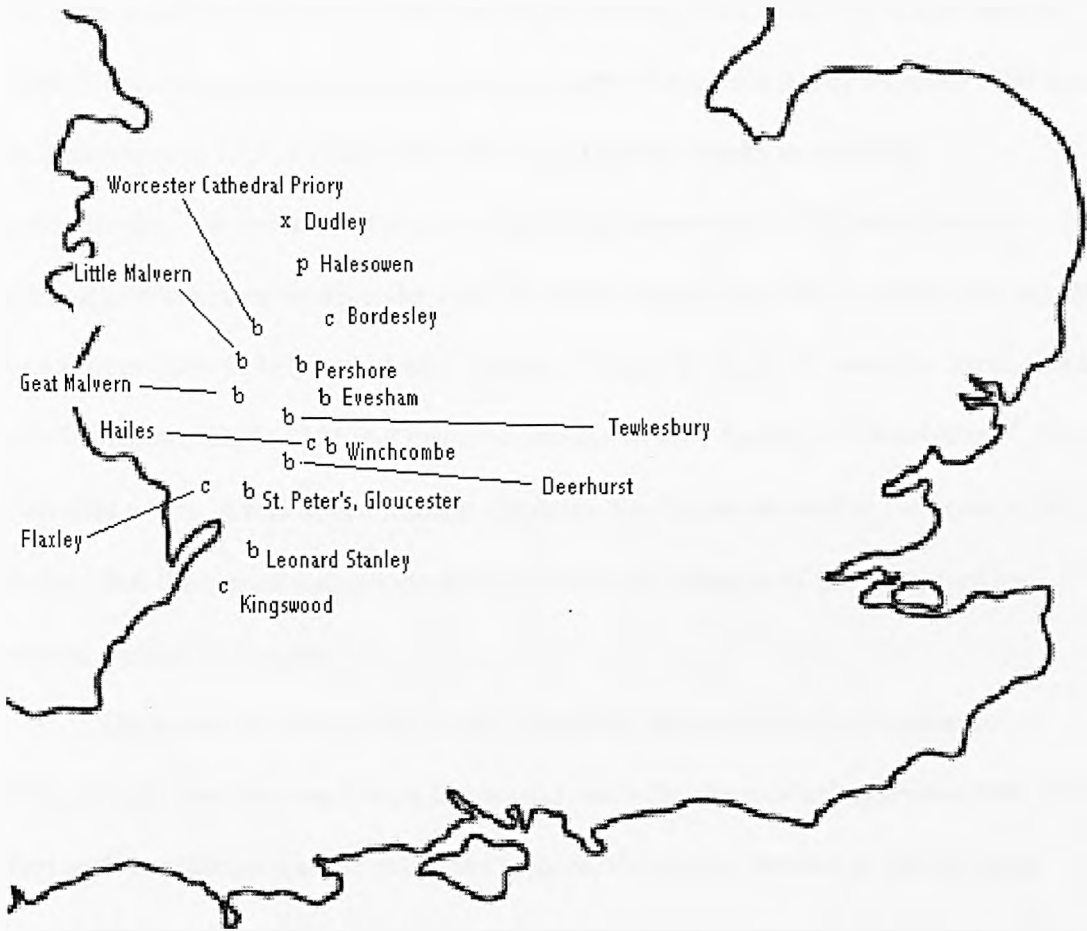 Worcester Cathedral Priory
x Dudley
p Halesowen
Little Malvern
c Bordesley
b
b
b Pershore
Geat Malvern
b
b Evesham
b
Tewkesbury
Hailes
c
b Winchcombe
b
Deerhurst
c
b St. Peter's, Gloucester
Flaxley
b Leonard Stanley
c Kingswood